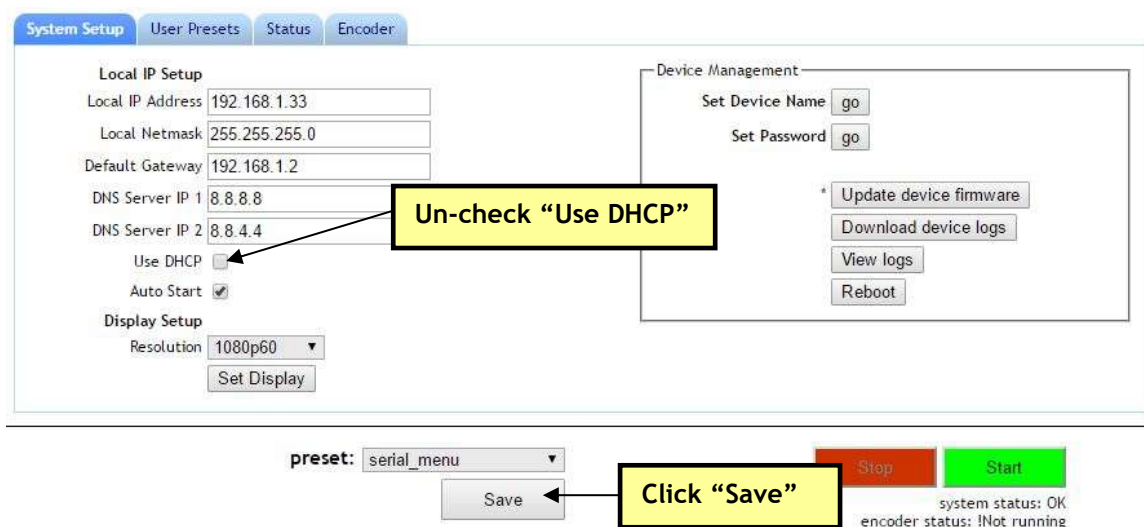 System Setup
User Presets
Status
Encoder
Local IP Setup
Local IP Address 192.168.1.33
Local Netmask 255.255.255.0
Default Gateway 192.168.1.2
DNS Server IP 1 8.8.8.8
DNS Server IP 2 8.8.4.4
Use DHCP
Auto Start
Display Setup
Resolution 1080p60
Set Display
Un-check “Use DHCP”
Device Management
Set Device Name go
Set Password go
* Update device firmware
Download device logs
View logs
Reboot
preset: serial_menu
Save
Click “Save”
Stop
Start
system status: OK
encoder status: !Not running